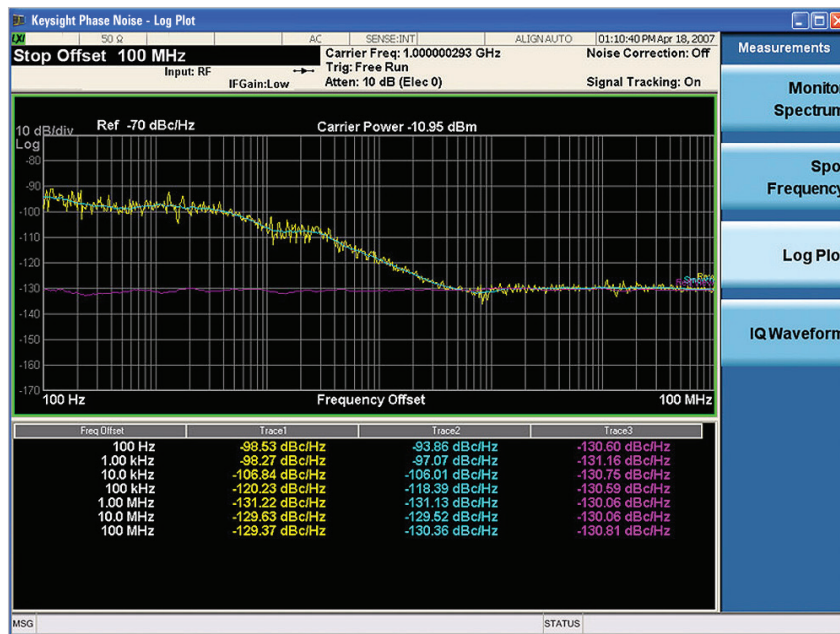 Keysight Phase Noise - Log Plot
LXI 50 Ω AC SENSE:INT ALIGN AUTO 01:10:40 PM Apr 18, 2007
Stop Offset 100 MHz
Input: RF
IFGain:Low
Carrier Freq: 1.000000293 GHz
Trig: Free Run
Atten: 10 dB (Elec 0)
Noise Correction: Off
Signal Tracking: On
10 dB/div
Log
Ref -70 dBc/Hz
Carrier Power -10.95 dBm
-80
-90
-100
-110
-120
-130
-140
-150
-160
-170
100 Hz Frequency Offset 100 MHz
Freq Offset Trace1 Trace2 Trace3
100 Hz -98.53 dBc/Hz -93.86 dBc/Hz -130.60 dBc/Hz
1.00 kHz -98.27 dBc/Hz -97.07 dBc/Hz -131.16 dBc/Hz
10.0 kHz -106.84 dBc/Hz -106.01 dBc/Hz -130.75 dBc/Hz
100 kHz -120.23 dBc/Hz -118.39 dBc/Hz -130.59 dBc/Hz
1.00 MHz -131.22 dBc/Hz -131.13 dBc/Hz -130.06 dBc/Hz
10.0 MHz -129.63 dBc/Hz -129.52 dBc/Hz -130.06 dBc/Hz
100 MHz -129.37 dBc/Hz -130.36 dBc/Hz -130.81 dBc/Hz
MSG STATUS
Measurements
Monito
Spectrum
Spo
Frequency
Log Plo
IQ Waveform